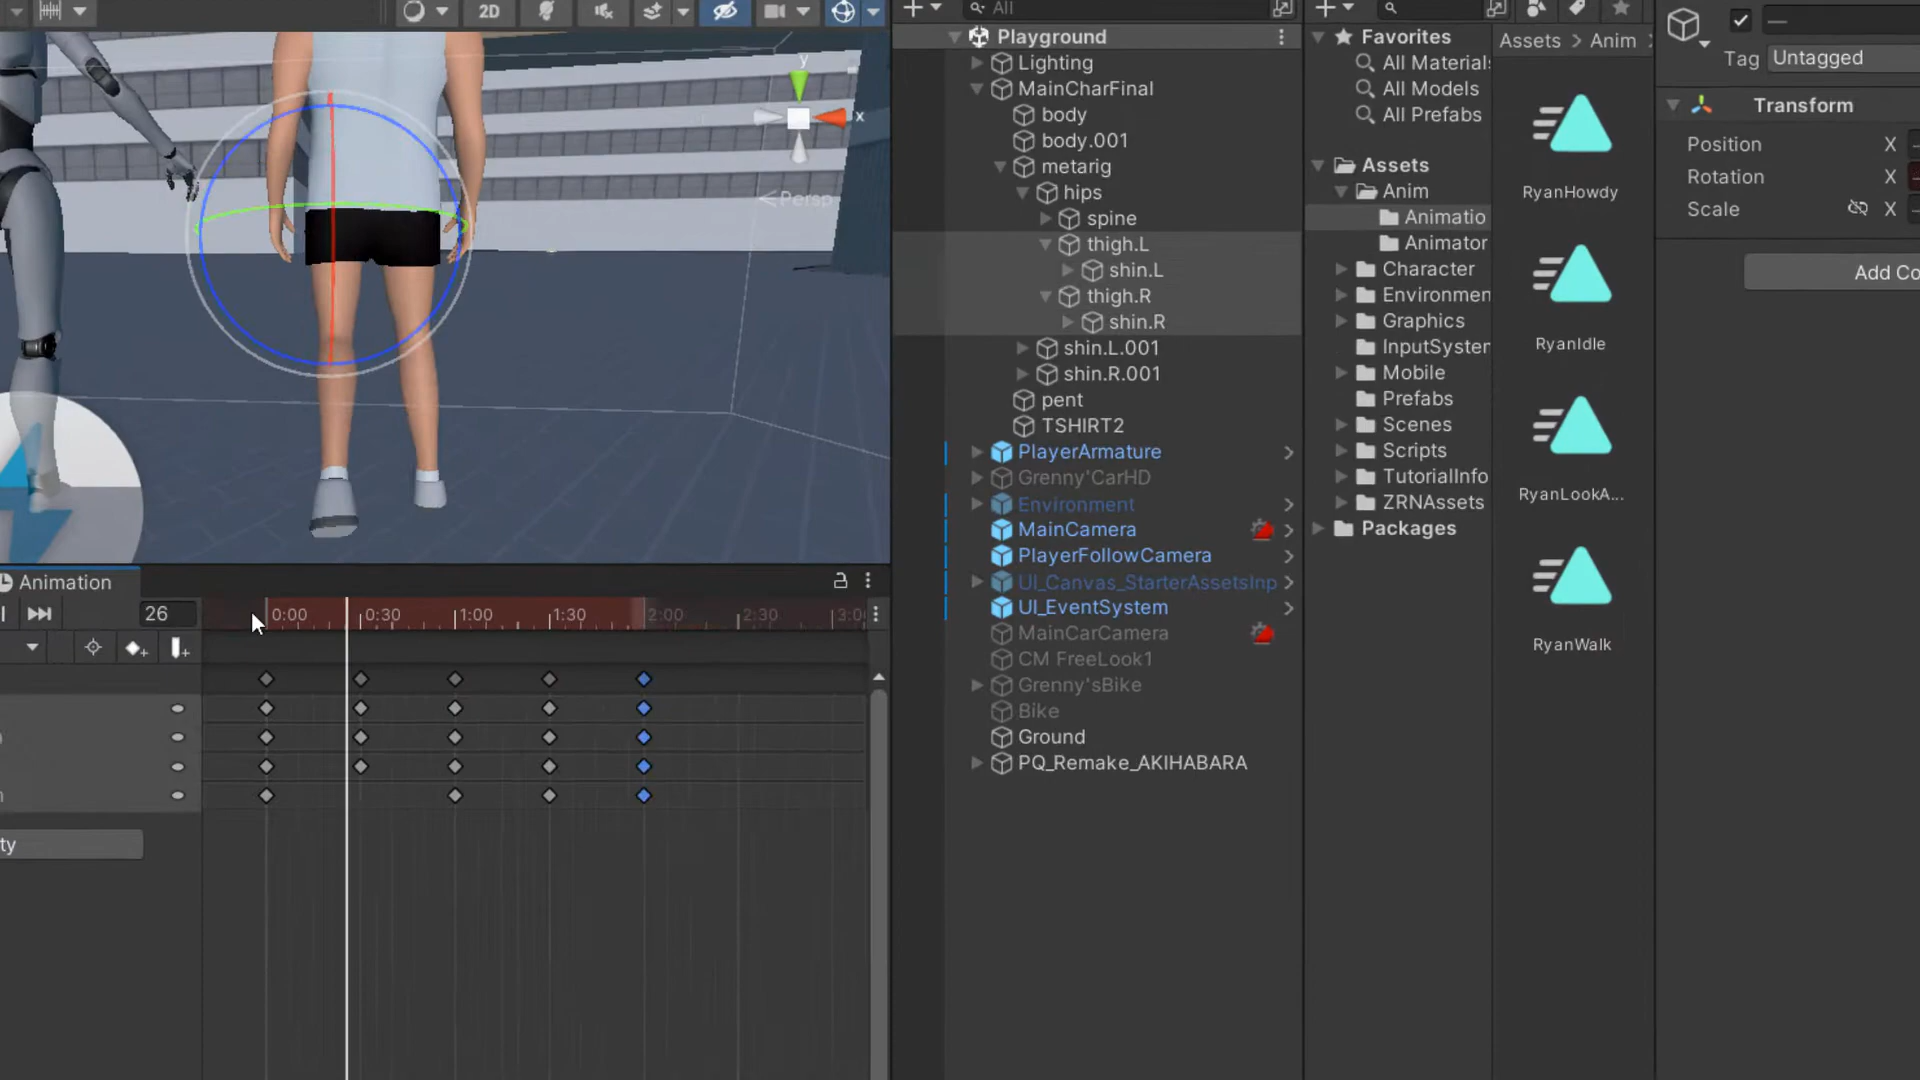 2D
y
x
Persp
Animation
26
0:00
0:30
1:00
1:30
2:00
2:30
3:0
ty
All
Playground
Lighting
MainCharFinal
body
body.001
metarig
hips
spine
thigh.L
shin.L
thigh.R
shin.R
shin.L.001
shin.R.001
pent
TSHIRT2
PlayerArmature
Grenny'CarHD
Environment
MainCamera
PlayerFollowCamera
UI_Canvas_StarterAssetsInp
UI_EventSystem
MainCarCamera
CM FreeLook1
Grenny'sBike
Bike
Ground
PQ_Remake_AKIHABARA
Favorites
All Material
All Models
All Prefabs
Assets
Anim
Animatio
Animator
Character
Environmen
Graphics
InputSyster
Mobile
Prefabs
Scenes
Scripts
TutorialInfo
ZRNAssets
Packages
Assets > Anim
RyanHowdy
RyanIdle
RyanLookA...
RyanWalk
Tag Untagged
Transform
Position X
Rotation X
Scale X
Add Co